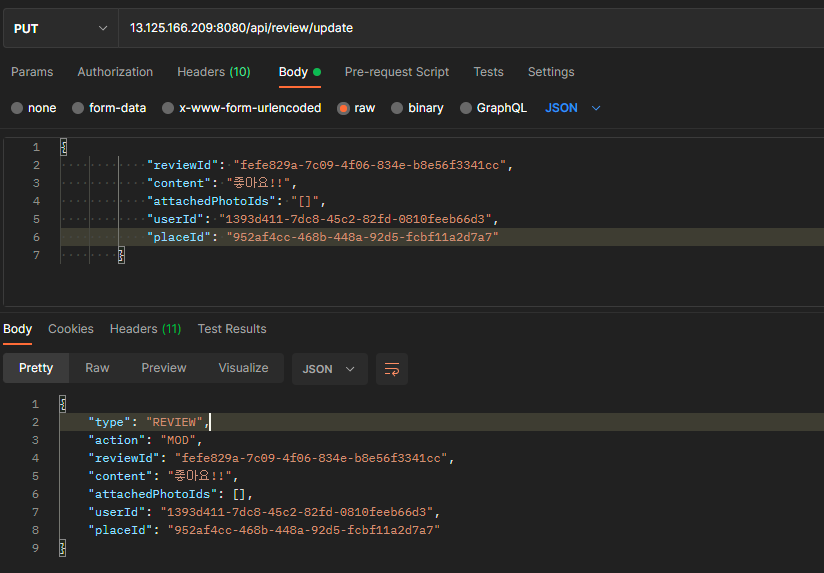 PUT 13.125.166.209:8080/api/review/update
Params Authorization Headers (10) Body Pre-request Script Tests Settings
none form-data x-www-form-urlencoded raw binary GraphQL JSON
1 {
2 "reviewId": "fefe829a-7c09-4f06-834e-b8e56f3341cc",
3 "content": "좋아요!!",
4 "attachedPhotoIds": "[]",
5 "userId": "1393d411-7dc8-45c2-82fd-0810feeb66d3",
6 "placeId": "952af4cc-468b-448a-92d5-fcbf11a2d7a7"
7 }
Body Cookies Headers (11) Test Results
Pretty Raw Preview Visualize JSON
1 {
2 "type": "REVIEW",
3 "action": "MOD",
4 "reviewId": "fefe829a-7c09-4f06-834e-b8e56f3341cc",
5 "content": "좋아요!!",
6 "attachedPhotoIds": [],
7 "userId": "1393d411-7dc8-45c2-82fd-0810feeb66d3",
8 "placeId": "952af4cc-468b-448a-92d5-fcbf11a2d7a7"
9 }